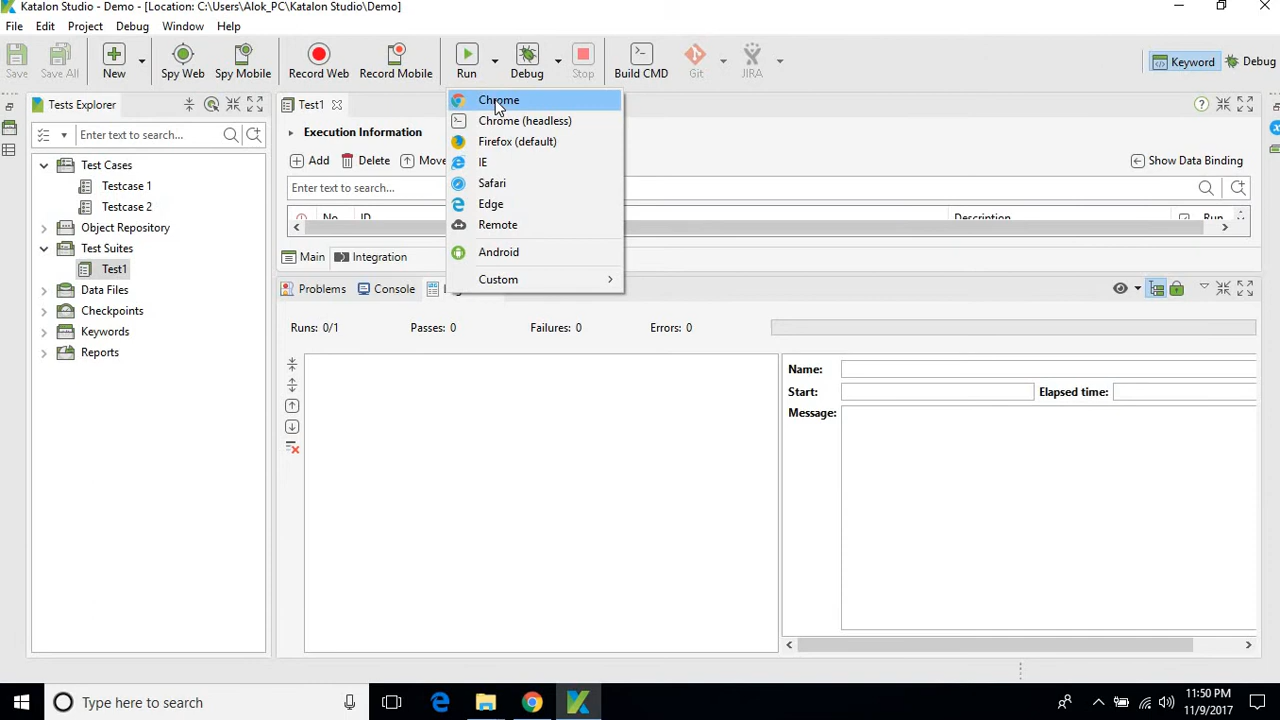 Katalon Studio - Demo - [Location: C:\Users\Alok_PC\Katalon Studio\Demo]
File Edit Project Debug Window Help
Save Save All New Spy Web Spy Mobile Record Web Record Mobile Run Debug Stop Build CMD Git JIRA Keyword Debug
Tests Explorer
Enter text to search...
Test Cases
Testcase 1
Testcase 2
Object Repository
Test Suites
Test1
Data Files
Checkpoints
Keywords
Reports
Test1
Execution Information
Add Delete Move Show Data Binding
Enter text to search...
No. ID Description Run
Main Integration
Chrome
Chrome (headless)
Firefox (default)
IE
Safari
Edge
Remote
Android
Custom
Problems Console
Runs: 0/1 Passes: 0 Failures: 0 Errors: 0
Name:
Start: Elapsed time:
Message:
Type here to search
11:50 PM
11/9/2017